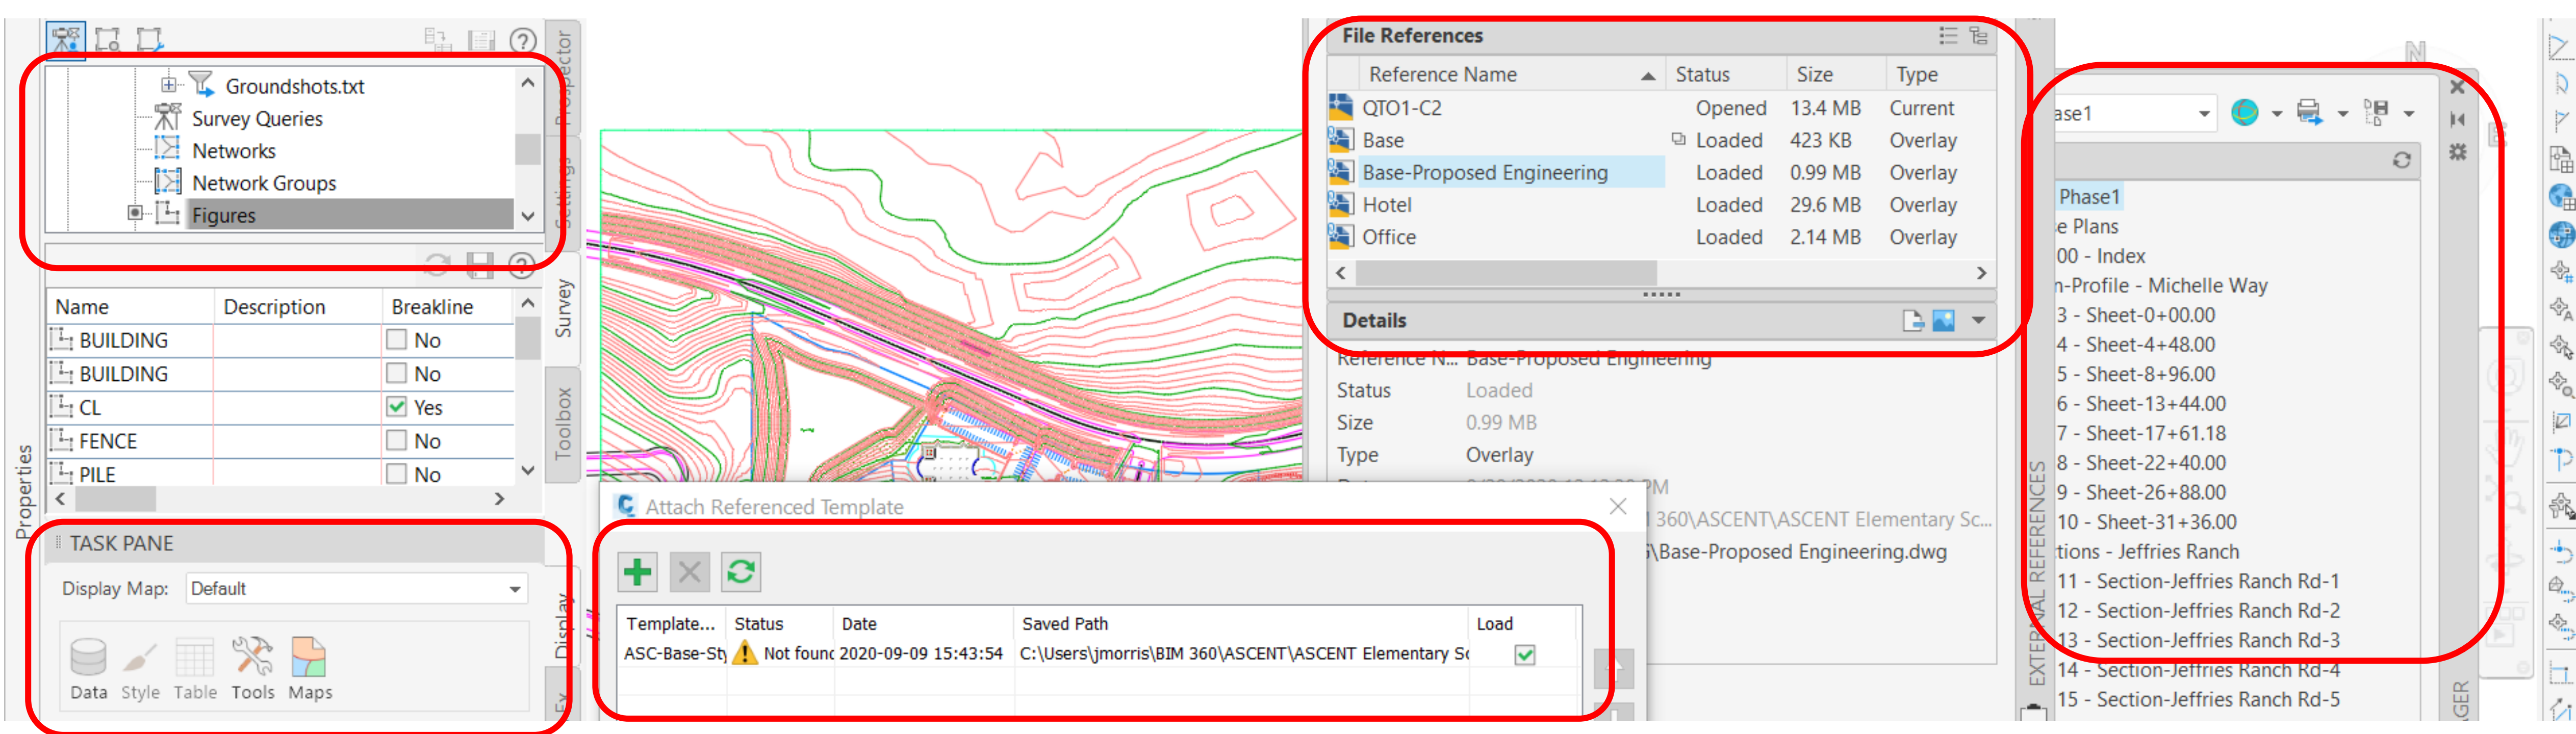 Groundshots.txt
Survey Queries
Networks
Network Groups
Figures
Prospector
Settings
Survey
Toolbox
Name Description Breakline
BUILDING No
BUILDING No
CL Yes
FENCE No
PILE No
Properties
TASK PANE
Display Map: Default
Data Style Table Tools Maps
Display
Attach Referenced Template
Template... Status Date Saved Path Load
ASC-Base-Sty Not found 2020-09-09 15:43:54 C:\Users\jmorris\BIM 360\ASCENT\ASCENT Elementary
File References
Reference Name Status Size Type
QTO1-C2 Opened 13.4 MB Current
Base Loaded 423 KB Overlay
Base-Proposed Engineering Loaded 0.99 MB Overlay
Hotel Loaded 29.6 MB Overlay
Office Loaded 2.14 MB Overlay
Details
Reference N... Base-Proposed Engineering
Status Loaded
Size 0.99 MB
Type Overlay
PM
360\ASCENT\ASCENT Elementary Sc...
\Base-Proposed Engineering.dwg
EXTERNAL REFERENCES
N
ase1
Phase1
e Plans
00 - Index
n-Profile - Michelle Way
3 - Sheet-0+00.00
4 - Sheet-4+48.00
5 - Sheet-8+96.00
6 - Sheet-13+44.00
7 - Sheet-17+61.18
8 - Sheet-22+40.00
9 - Sheet-26+88.00
10 - Sheet-31+36.00
tions - Jeffries Ranch
11 - Section-Jeffries Ranch Rd-1
12 - Section-Jeffries Ranch Rd-2
13 - Section-Jeffries Ranch Rd-3
14 - Section-Jeffries Ranch Rd-4
15 - Section-Jeffries Ranch Rd-5
AGER